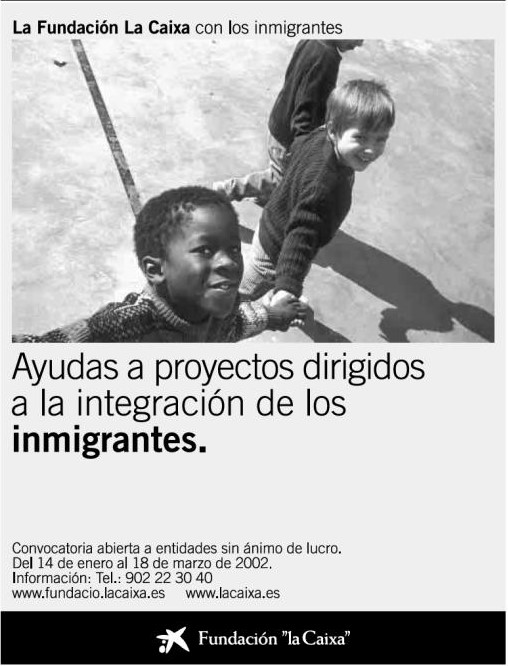 La Fundación La Caixa con los inmigrantes
Ayudas a proyectos dirigidos
a la integración de los
inmigrantes.
Convocatoria abierta a entidades sin ánimo de lucro.
Del 14 de enero al 18 de marzo de 2002.
Información: Tel.: 902 22 30 40
www.fundacio.lacaixa.es www.lacaixa.es
Fundación "la Caixa"